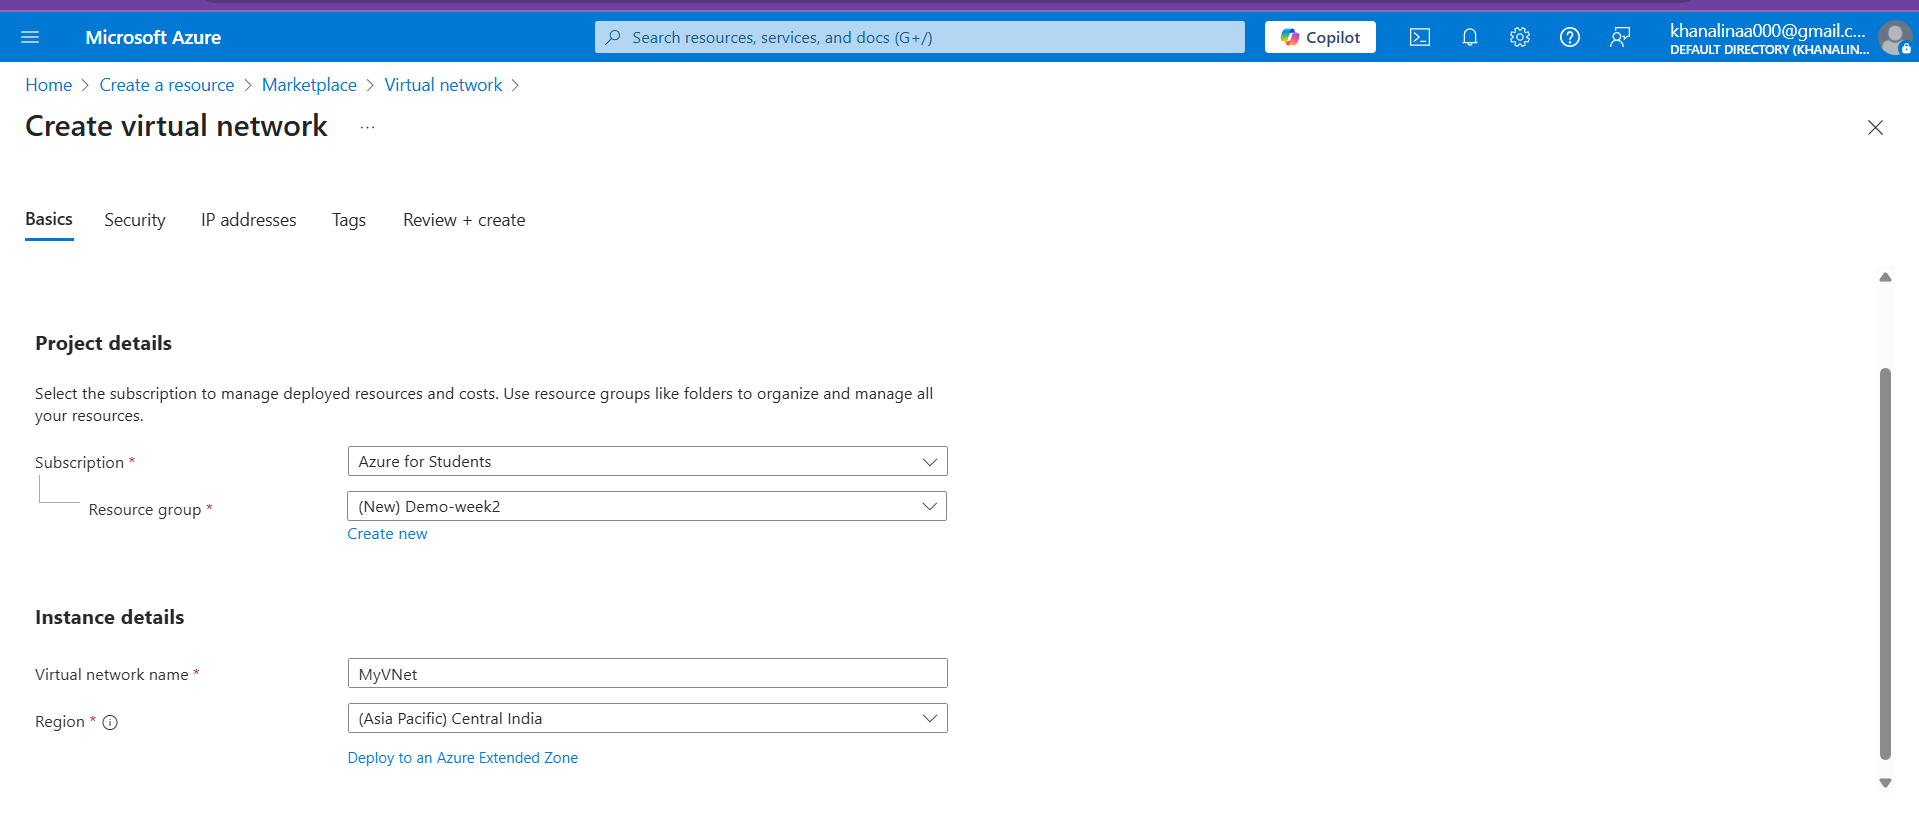 Microsoft Azure
Search resources, services, and docs (G+/)
Copilot
khanalinaa000@gmail.c...
DEFAULT DIRECTORY (KHANALIN...
Home > Create a resource > Marketplace > Virtual network >
Create virtual network ...
Basics Security IP addresses Tags Review + create
Project details
Select the subscription to manage deployed resources and costs. Use resource groups like folders to organize and manage all
your resources.
Subscription * Azure for Students
Resource group * (New) Demo-week2
Create new
Instance details
Virtual network name * MyVNet
Region * (Asia Pacific) Central India
Deploy to an Azure Extended Zone